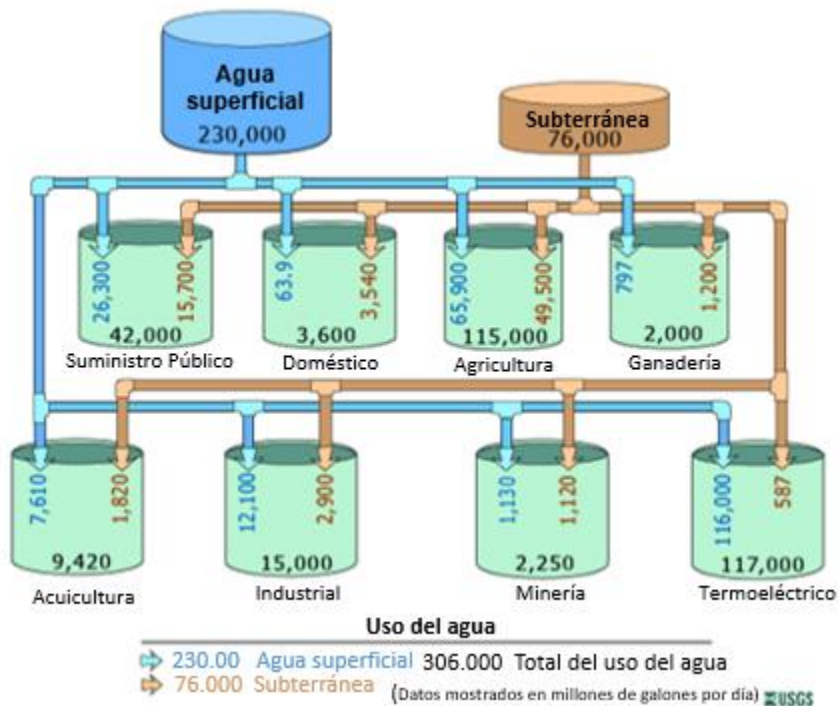 Agua
superficial
230,000
Subterránea
76,000
26,300 15,700 63.9 3,540 65,900 49,500 797 1,200
42,000 3,600 115,000 2,000
Suministro Público Doméstico Agricultura Ganadería
7,610 1,820 12,100 2,900 1,130 1,120 116,000 587
9,420 15,000 2,250 117,000
Acuicultura Industrial Minería Termoeléctrico
Uso del agua
230.00 Agua superficial 306.000 Total del uso del agua
76.000 Subterránea (Datos mostrados en millones de galones por día) USGS